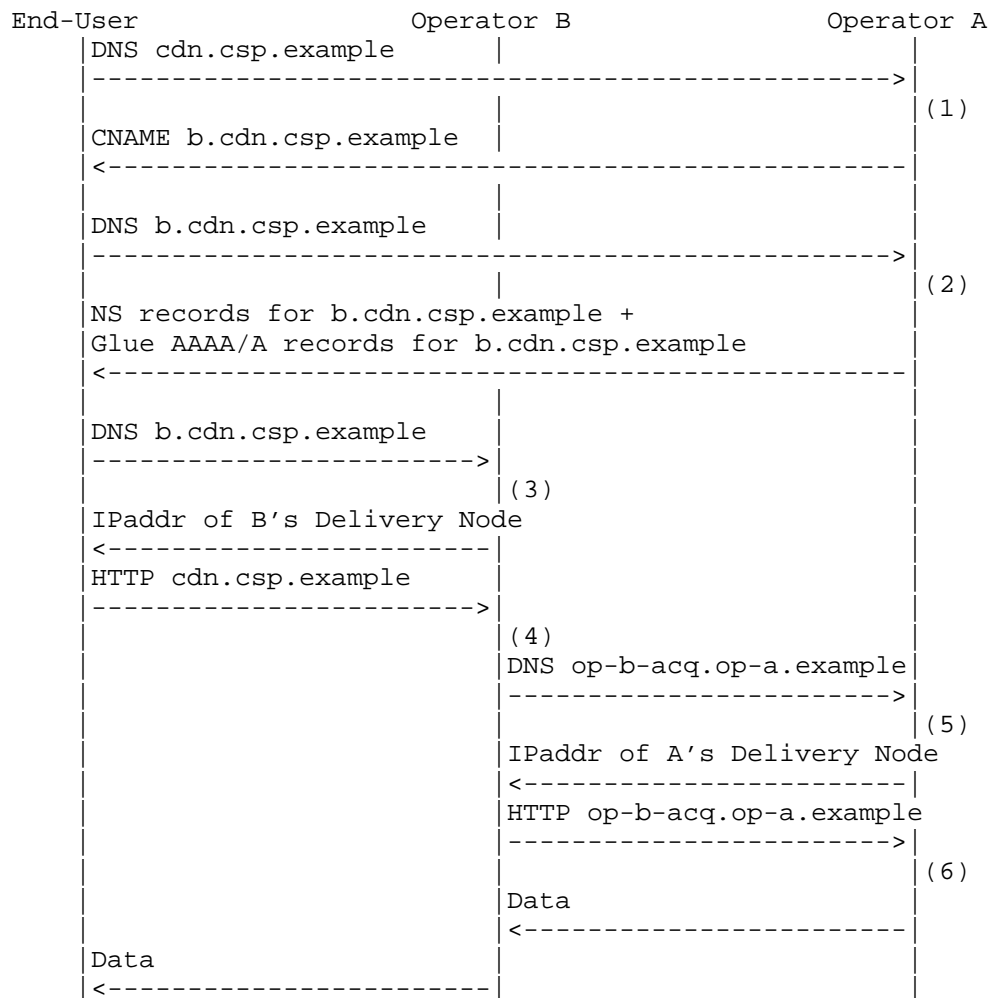 End-User Operator B Operator A
DNS cdn.csp.example
(1)
CNAME b.cdn.csp.example
DNS b.cdn.csp.example
(2)
NS records for b.cdn.csp.example +
Glue AAAA/A records for b.cdn.csp.example
DNS b.cdn.csp.example
(3)
IPaddr of B's Delivery Node
HTTP cdn.csp.example
(4)
DNS op-b-acq.op-a.example
(5)
IPaddr of A's Delivery Node
HTTP op-b-acq.op-a.example
(6)
Data
Data